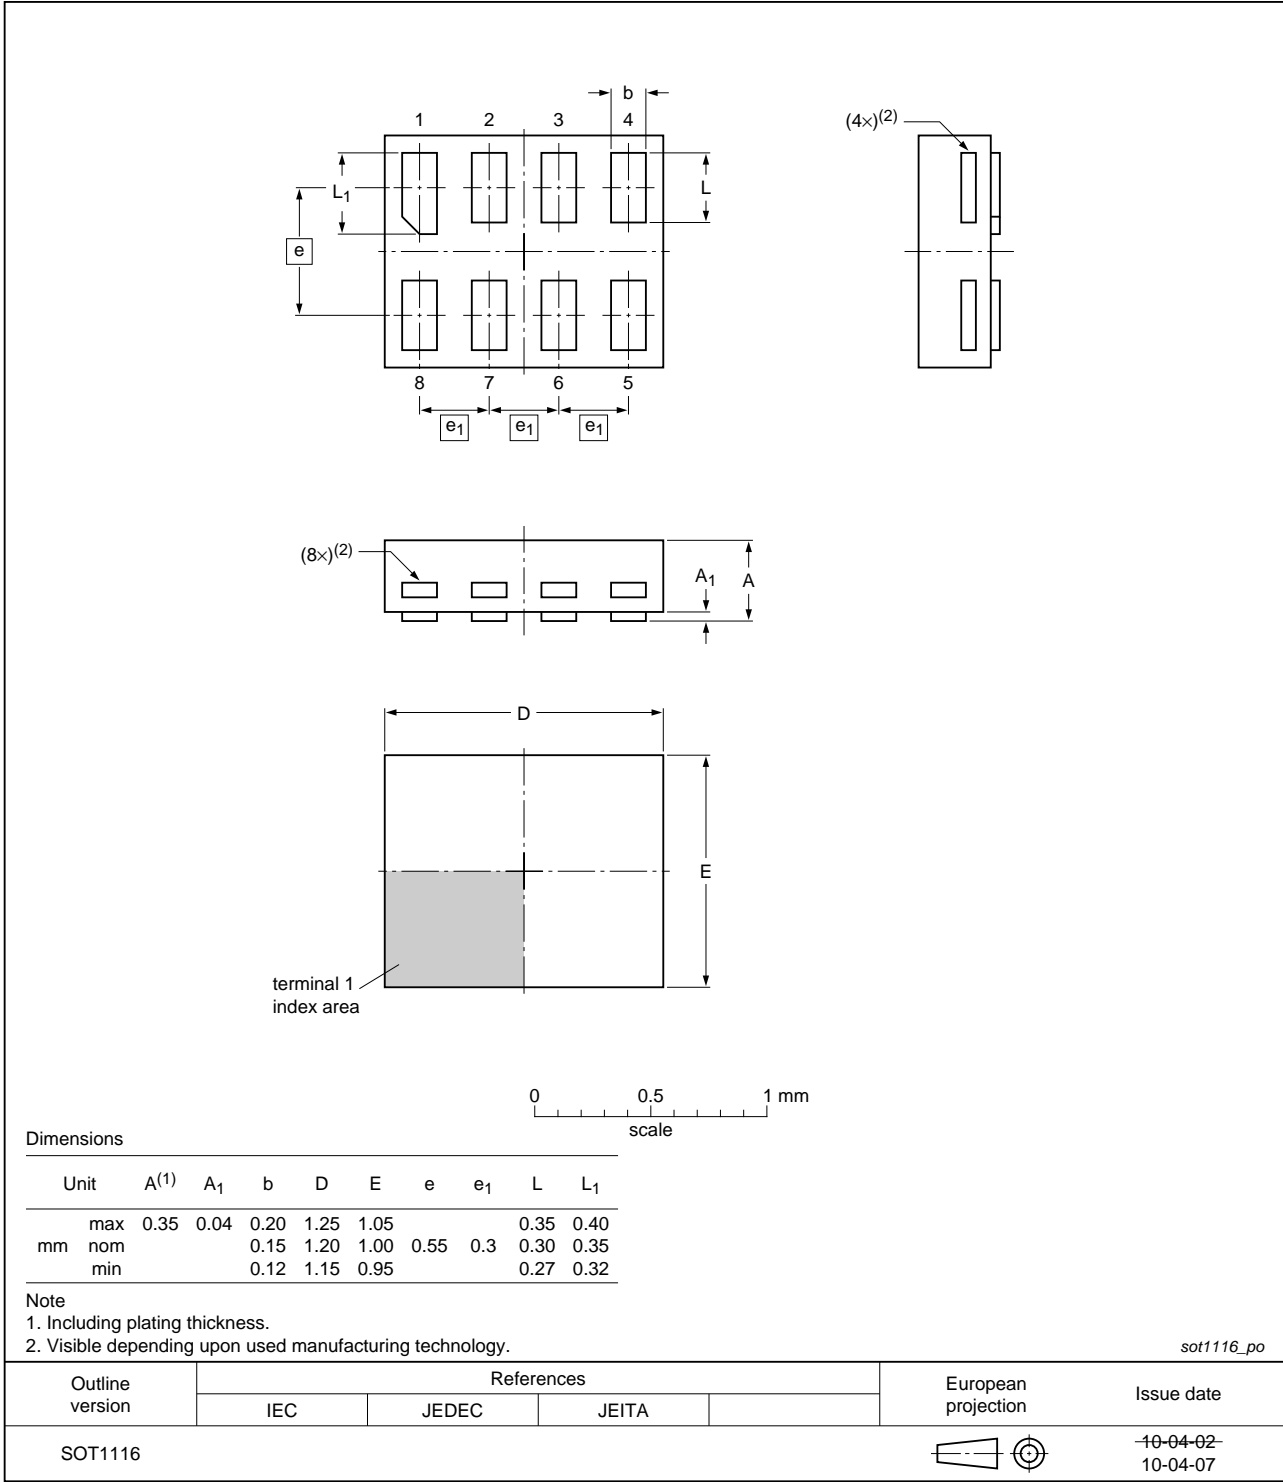 b
1 2 3 4
(4×)(2)
L1
L
e
8 7 6 5
e1 e1 e1
(8×)(2)
A1
A
D
E
terminal 1
index area
0 0.5 1 mm
scale
Dimensions
Unit A(1) A1 b D E e e1 L L1
max 0.35 0.04 0.20 1.25 1.05 0.35 0.40
mm nom 0.15 1.20 1.00 0.55 0.3 0.30 0.35
min 0.12 1.15 0.95 0.27 0.32
Note
1. Including plating thickness.
2. Visible depending upon used manufacturing technology.
sot1116_po
Outline
version
References
IEC JEDEC JEITA
European
projection
Issue date
SOT1116
10-04-02
10-04-07